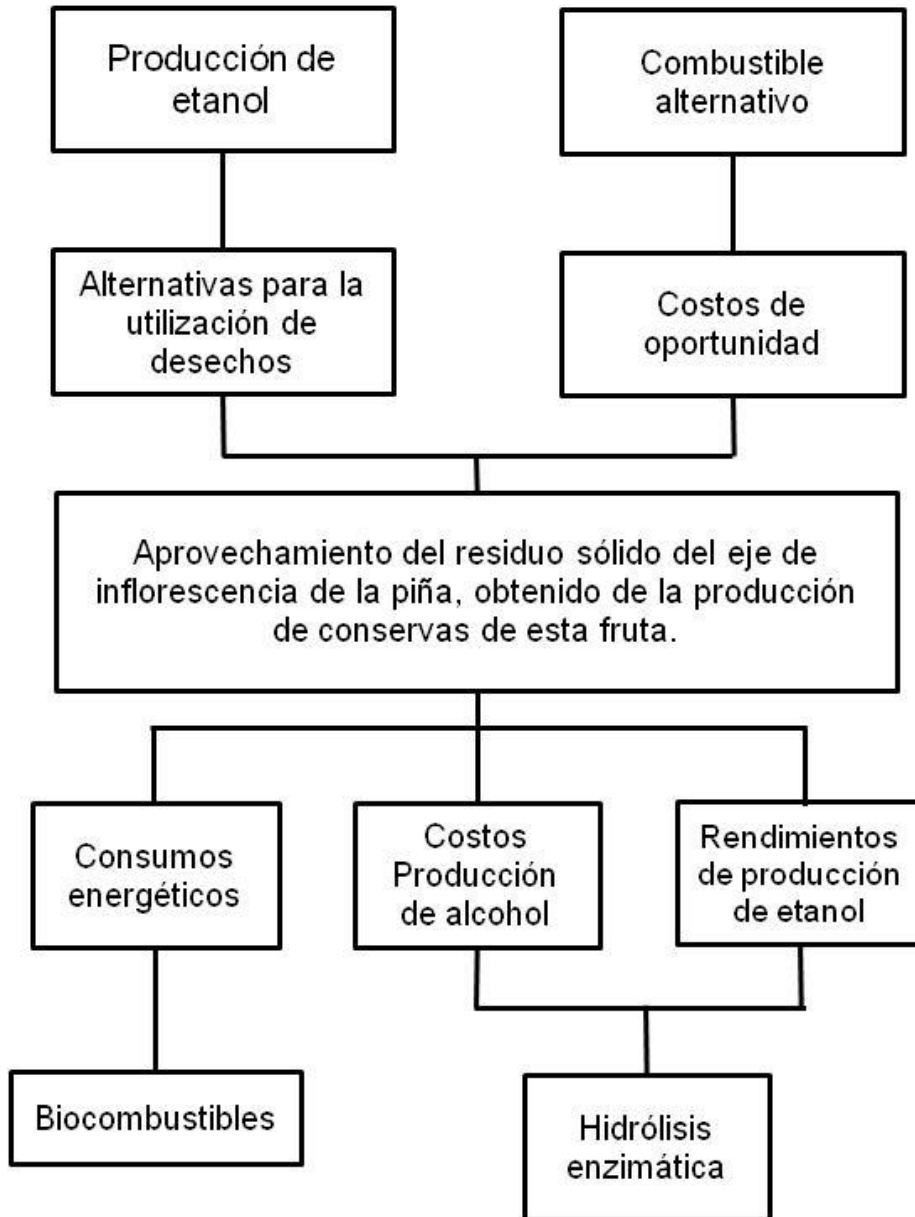 Producción de
etanol
Combustible
alternativo
Alternativas para la
utilización de
desechos
Costos de
oportunidad
Aprovechamiento del residuo sólido del eje de
inflorescencia de la piña, obtenido de la producción
de conservas de esta fruta.
Consumos
energéticos
Costos
Producción
de alcohol
Rendimientos
de producción
de etanol
Biocombustibles
Hidrólisis
enzimática